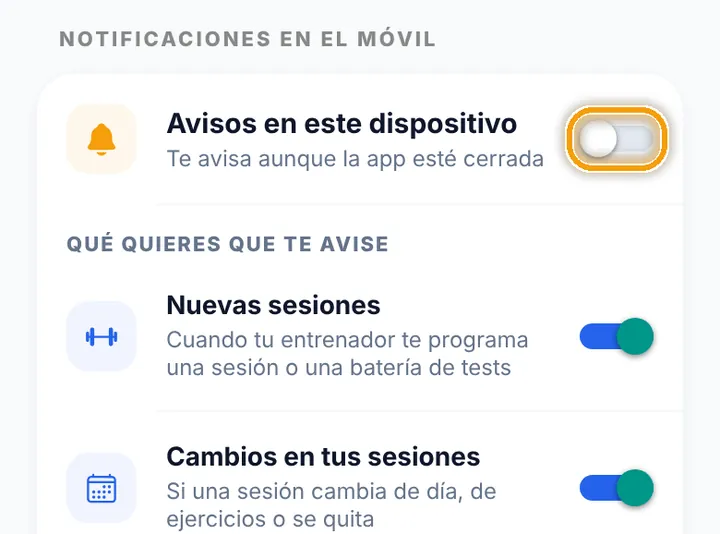 NOTIFICACIONES EN EL MÓVIL
Avisos en este dispositivo
Te avisa aunque la app esté cerrada
QUÉ QUIERES QUE TE AVISE
Nuevas sesiones
Cuando tu entrenador te programa
una sesión o una batería de tests
Cambios en tus sesiones
Si una sesión cambia de día, de
ejercicios o se quita